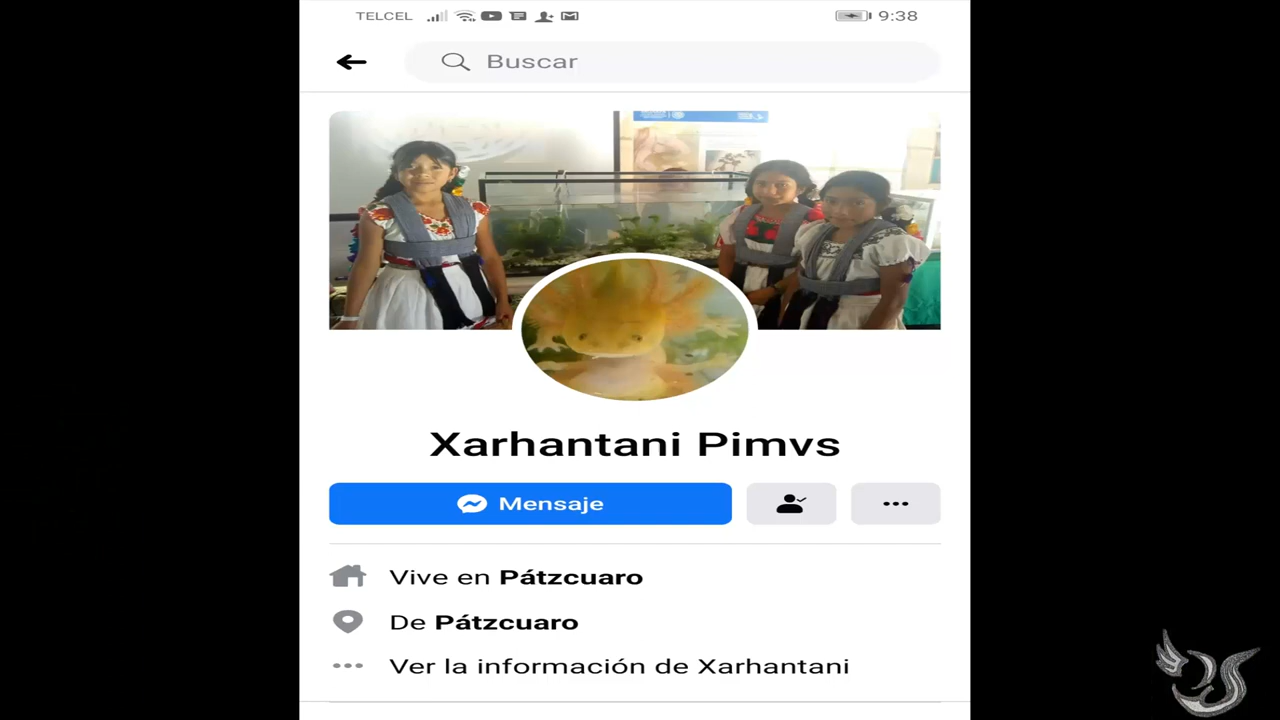 TELCEL 9:38
Buscar
Xarhantani Pimvs
Mensaje
Vive en Pátzcuaro
De Pátzcuaro
Ver la información de Xarhantani